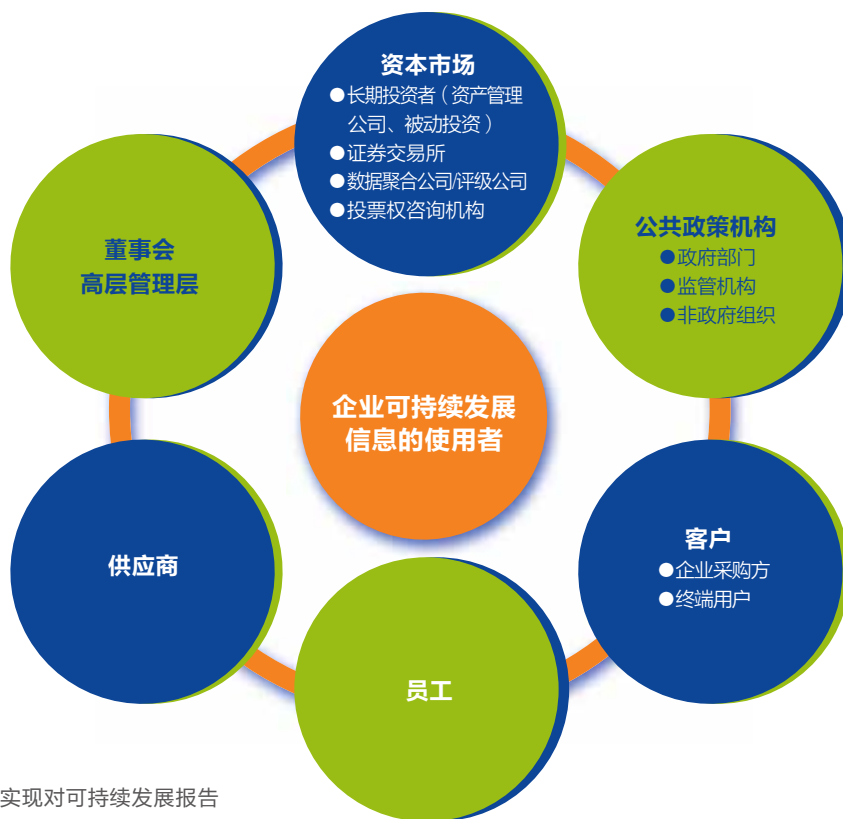 资本市场
●长期投资者（资产管理
公司、被动投资）
●证券交易所
●数据聚合公司/评级公司
●投票权咨询机构
公共政策机构
●政府部门
●监管机构
●非政府组织
董事会
高层管理层
企业可持续发展
信息的使用者
客户
●企业采购方
●终端用户
供应商
员工
实现对可持续发展报告